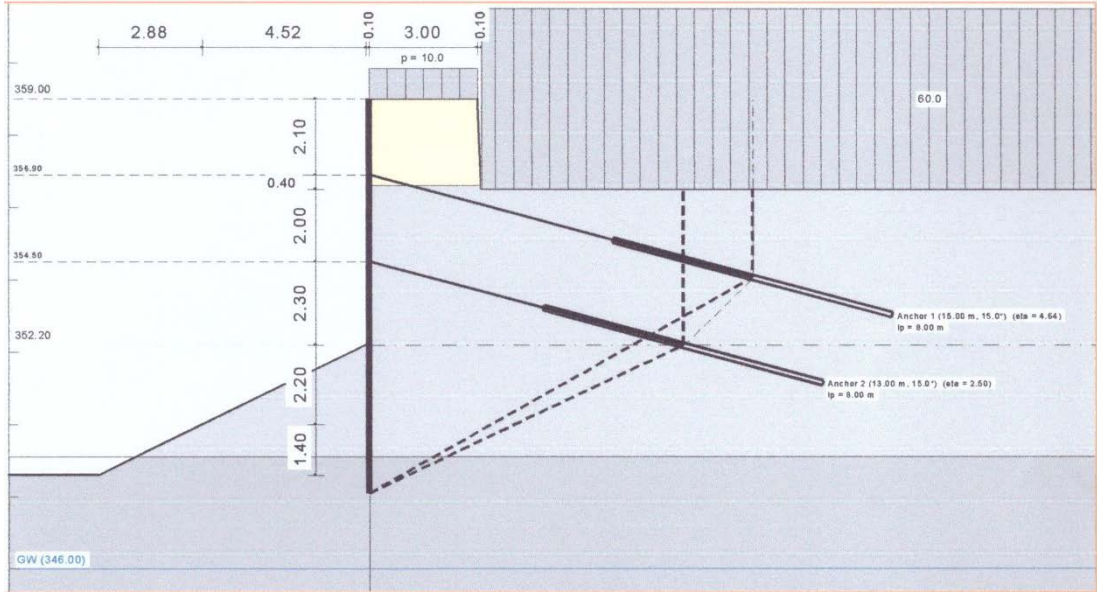 2.88
4.52
0.10
3.00
0.10
p = 10.0
359.00
60.0
2.10
356.90
0.40
2.00
354.50
2.30
Anchor 1 (15.00 m, 15.0°) (eta = 4.64)
lp = 8.00 m
352.20
2.20
Anchor 2 (13.00 m, 15.0°) (eta = 2.50)
lp = 8.00 m
1.40
GW (346.00)